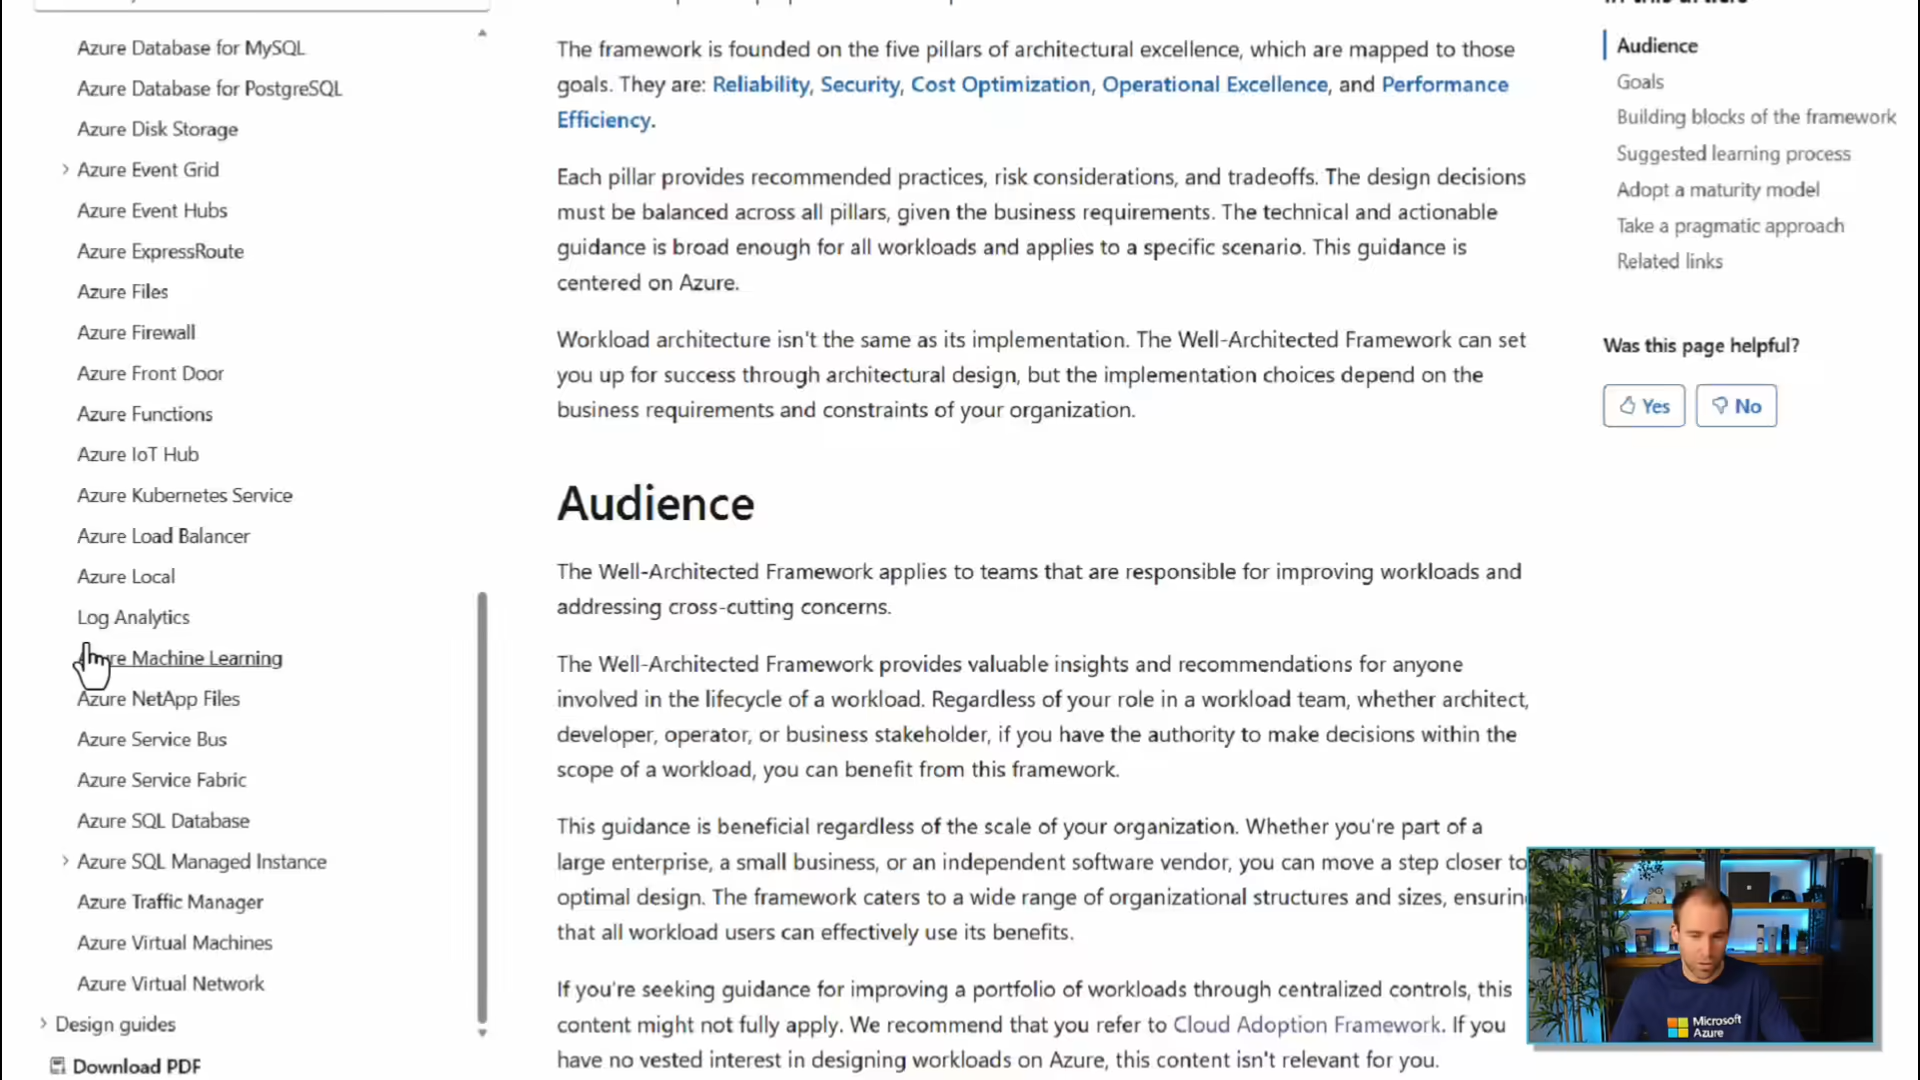 Azure Database for MySQL
Azure Database for PostgreSQL
Azure Disk Storage
Azure Event Grid
Azure Event Hubs
Azure ExpressRoute
Azure Files
Azure Firewall
Azure Front Door
Azure Functions
Azure IoT Hub
Azure Kubernetes Service
Azure Load Balancer
Azure Local
Log Analytics
Machine Learning
Azure NetApp Files
Azure Service Bus
Azure Service Fabric
Azure SQL Database
Azure SQL Managed Instance
Azure Traffic Manager
Azure Virtual Machines
Azure Virtual Network
Design guides
Download PDF
The framework is founded on the five pillars of architectural excellence, which are mapped to those
goals. They are: Reliability, Security, Cost Optimization, Operational Excellence, and Performance
Efficiency.
Each pillar provides recommended practices, risk considerations, and tradeoffs. The design decisions
must be balanced across all pillars, given the business requirements. The technical and actionable
guidance is broad enough for all workloads and applies to a specific scenario. This guidance is
centered on Azure.
Workload architecture isn't the same as its implementation. The Well-Architected Framework can set
you up for success through architectural design, but the implementation choices depend on the
business requirements and constraints of your organization.
Audience
The Well-Architected Framework applies to teams that are responsible for improving workloads and
addressing cross-cutting concerns.
The Well-Architected Framework provides valuable insights and recommendations for anyone
involved in the lifecycle of a workload. Regardless of your role in a workload team, whether architect,
developer, operator, or business stakeholder, if you have the authority to make decisions within the
scope of a workload, you can benefit from this framework.
This guidance is beneficial regardless of the scale of your organization. Whether you're part of a
large enterprise, a small business, or an independent software vendor, you can move a step closer to
optimal design. The framework caters to a wide range of organizational structures and sizes, ensurin
that all workload users can effectively use its benefits.
If you're seeking guidance for improving a portfolio of workloads through centralized controls, this
content might not fully apply. We recommend that you refer to Cloud Adoption Framework. If you
have no vested interest in designing workloads on Azure, this content isn't relevant for you.
In this article
Audience
Goals
Building blocks of the framework
Suggested learning process
Adopt a maturity model
Take a pragmatic approach
Related links
Was this page helpful?
Yes
No
Microsoft
Azure